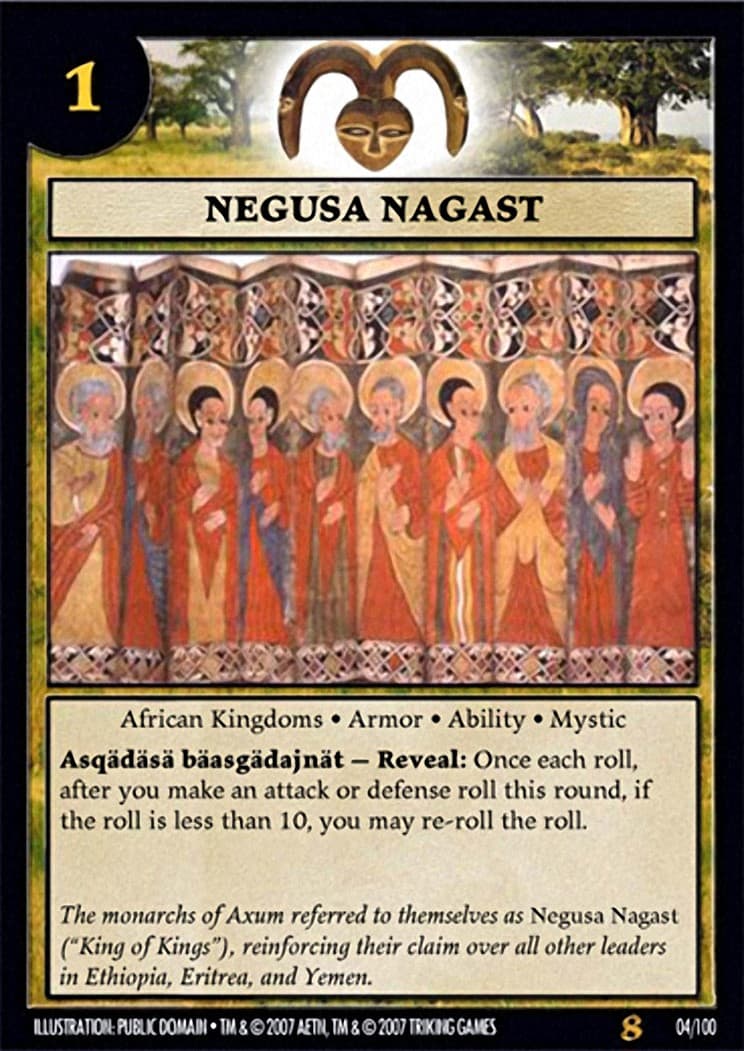 1
NEGUSA NAGAST
African Kingdoms • Armor • Ability • Mystic
Asqädäsä bäasgädajnät – Reveal: Once each roll,
after you make an attack or defense roll this round, if
the roll is less than 10, you may re-roll the roll.
The monarchs of Axum referred to themselves as Negusa Nagast
("King of Kings"), reinforcing their claim over all other leaders
in Ethiopia, Eritrea, and Yemen.
ILLUSTRATION: PUBLIC DOMAIN • TM & © 2007 AETN, TM & © 2007 TRIKING GAMES 8 04/100